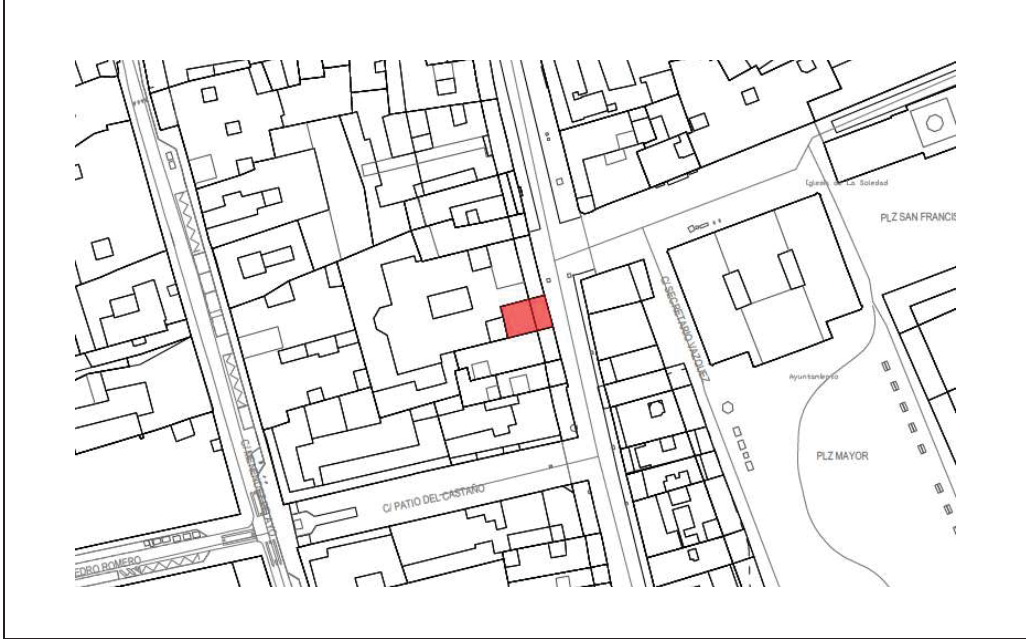 Iglesia de La Soledad
PLZ SAN FRANCIS
C/ SECRETARIO VAZQUEZ
Ayuntamiento
PLZ MAYOR
C/ PATIO DEL CASTAÑO
EDRO ROMERO